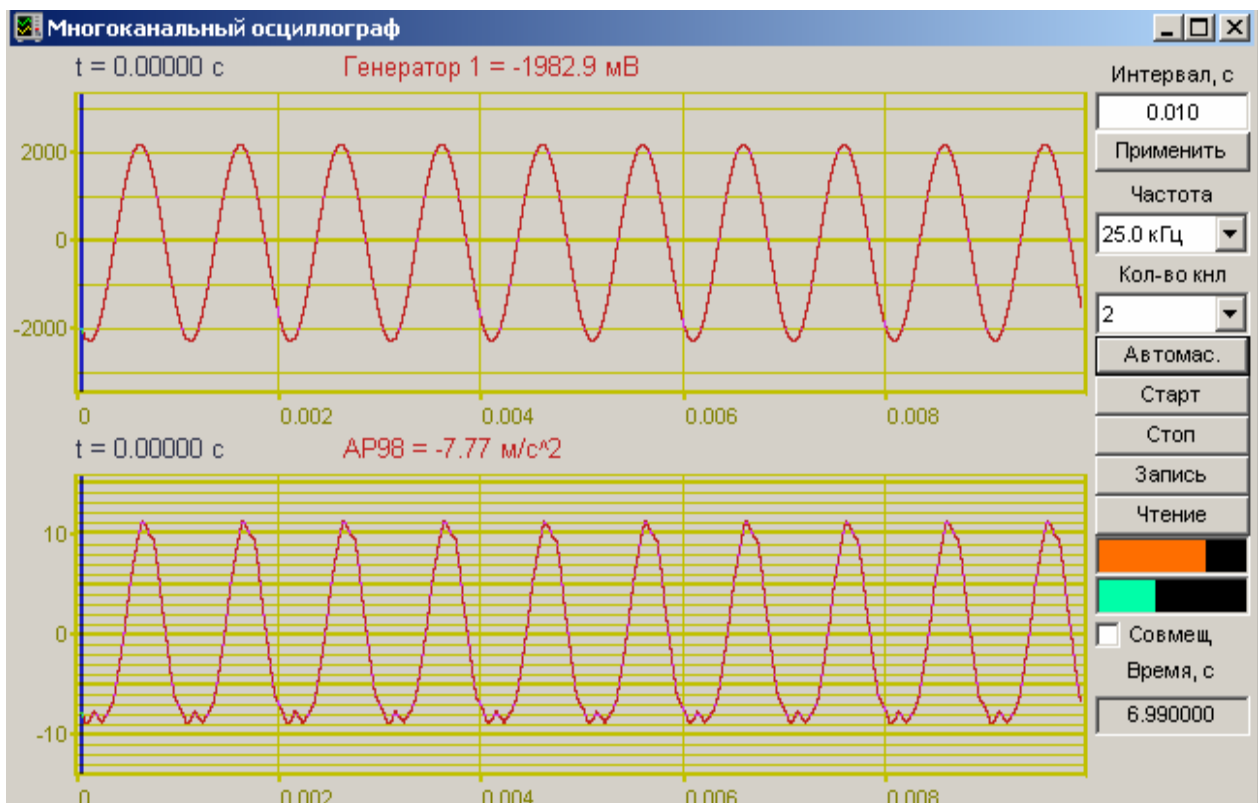 Многоканальный осциллограф
t = 0.00000 с Генератор 1 = -1982.9 мВ
2000
0
-2000
0 0.002 0.004 0.006 0.008
t = 0.00000 с АР98 = -7.77 м/с^2
10
0
-10
0 0.002 0.004 0.006 0.008
Интервал, с
0.010
Применить
Частота
25.0 кГц
Кол-во кнл
2
Автомас.
Старт
Стоп
Запись
Чтение
Совмещ
Время, с
6.990000